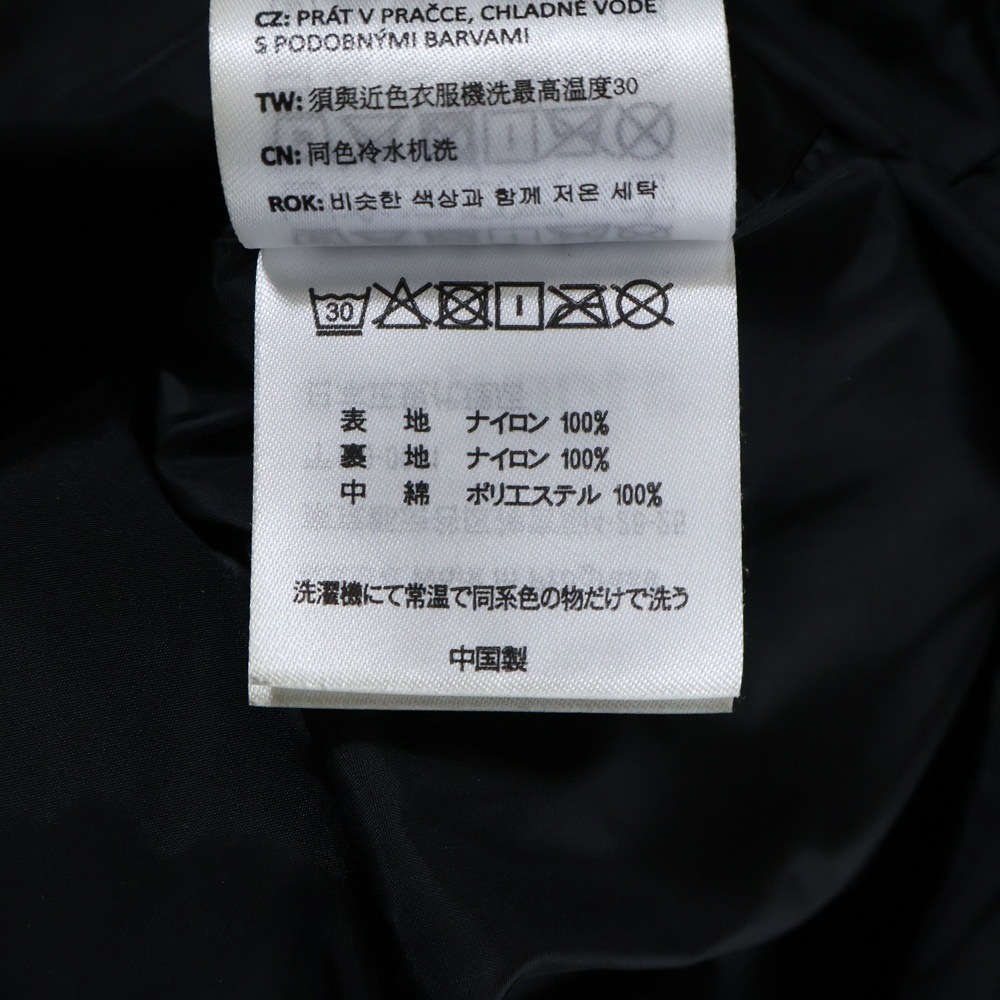 CZ: PRÁT V PRAČCE, CHLADNÉ VODĚ
S PODOBNÝMI BARVAMI
TW: 須與近色衣服機洗最高溫度30
CN: 同色冷水机洗
ROK: 비슷한 색상과 함께 저온 세탁
30
表 地 ナイロン 100%
裏 地 ナイロン 100%
中 綿 ポリエステル 100%
洗濯機にて常温で同系色の物だけで洗う
中国製